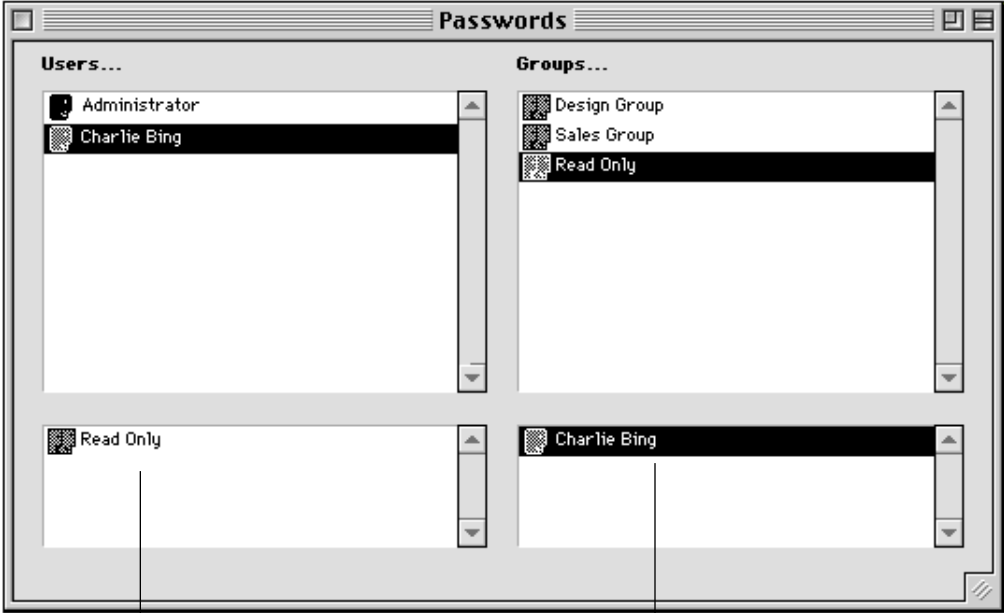 Passwords
Users...
Groups...
Administrator
Charlie Bing
Design Group
Sales Group
Read Only
Read Only
Charlie Bing